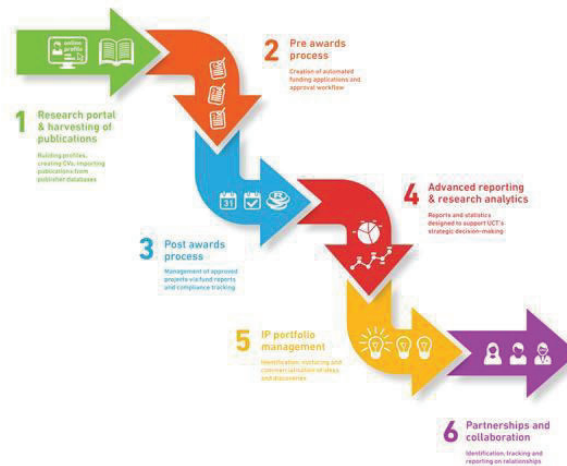 online
profile
1 Research portal
& harvesting of
publications
Building profiles,
creating CVs, importing
publications from
publisher databases
2 Pre awards
process
Creation of automated
funding applications and
approval workflow
31
3 Post awards
process
Management of approved
projects via fund reports
and compliance tracking
4 Advanced reporting
& research analytics
Reports and statistics
designed to support UCT's
strategic decision-making
5 IP portfolio
management
Identification, nurturing and
commercialisation of ideas
and discoveries
6 Partnerships and
collaboration
Identification, tracking and
reporting on relationships